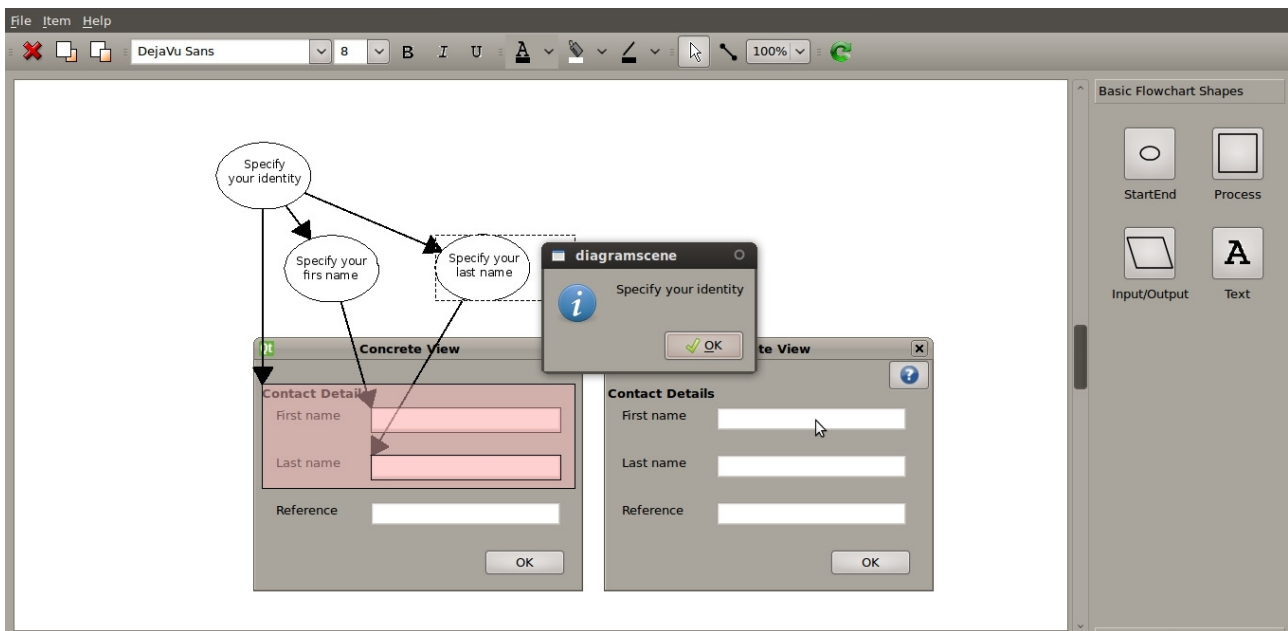 File Item Help
DejaVu Sans 8 B I U A 100%
Basic Flowchart Shapes
Specify
your identity
StartEnd Process
Specify your
firs name
Specify your
last name
diagramscene
Specify your identity
OK
A
Input/Output Text
Qt Concrete View
te View
Contact Details
First name
Last name
Reference
OK
Contact Details
First name
Last name
Reference
OK